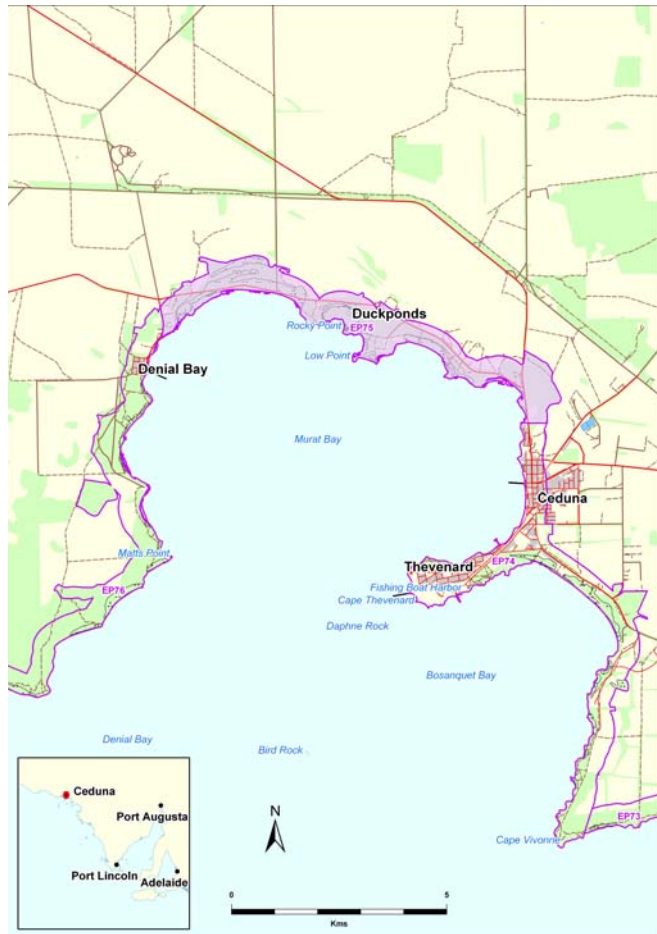 Duckponds
Rocky Point
EP75
Low Point
Denial Bay
Murat Bay
Ceduna
Matts Point
Thevenard
EP74
EP76
Fishing Boat Harbor
Cape Thevenard
Daphne Rock
Bosanquet Bay
Denial Bay
Bird Rock
Cape Vivonne
EP73
Ceduna
Port Augusta
Port Lincoln
Adelaide
N
0
5
Kms